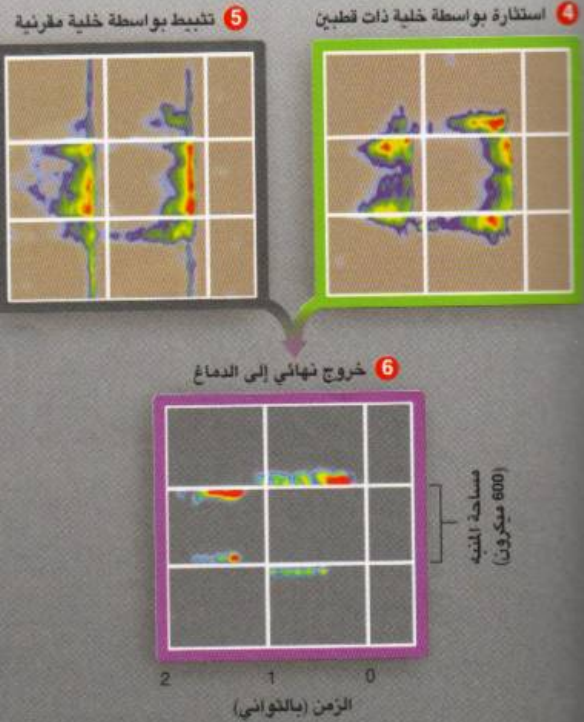 4 استثارة بواسطة خلية ذات قطبين
5 تثبيط بواسطة خلية مقرنية
6 خروج نهائي إلى الدماغ
مساحة المنبه
(600 ميكرون)
0 1 2
الزمن (بالثواني)